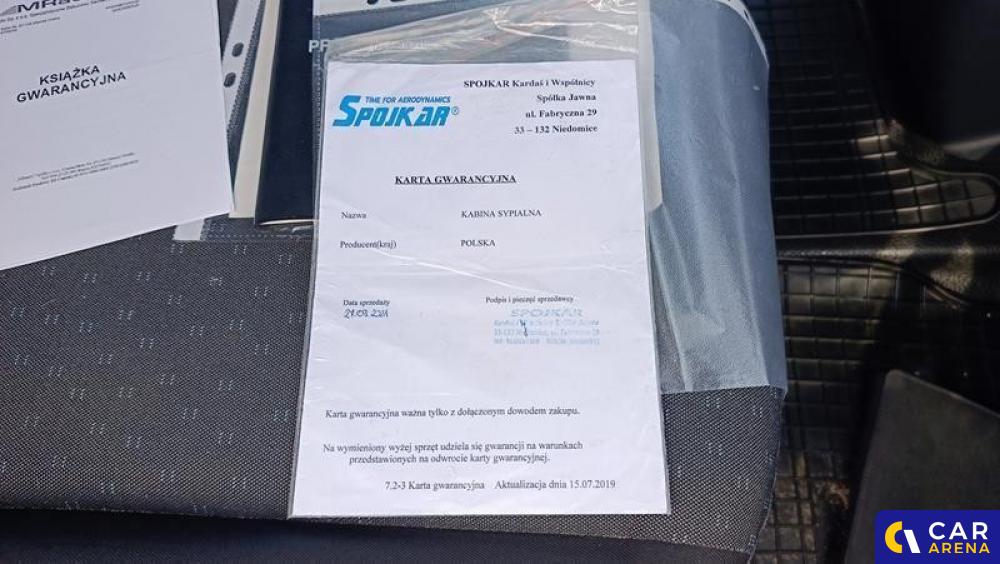 KSIĄŻKA
GWARANCYJNA
TIME FOR AERODYNAMICS
SPOJKAR®
SPOJKAR Kardaś i Wspólnicy
Spółka Jawna
ul. Fabryczna 29
33 – 132 Niedomice
KARTA GWARANCYJNA
Nazwa KABINA SYPIALNA
Producent(kraj) POLSKA
Data sprzedaży
Podpis i pieczęć sprzedawcy
SPOJKAR
Karta gwarancyjna ważna tylko z dołączonym dowodem zakupu.
Na wymieniony wyżej sprzęt udziela się gwarancji na warunkach
przedstawionych na odwrocie karty gwarancyjnej.
7.2-3 Karta gwarancyjna Aktualizacja dnia 15.07.2019
CAR
ARENA